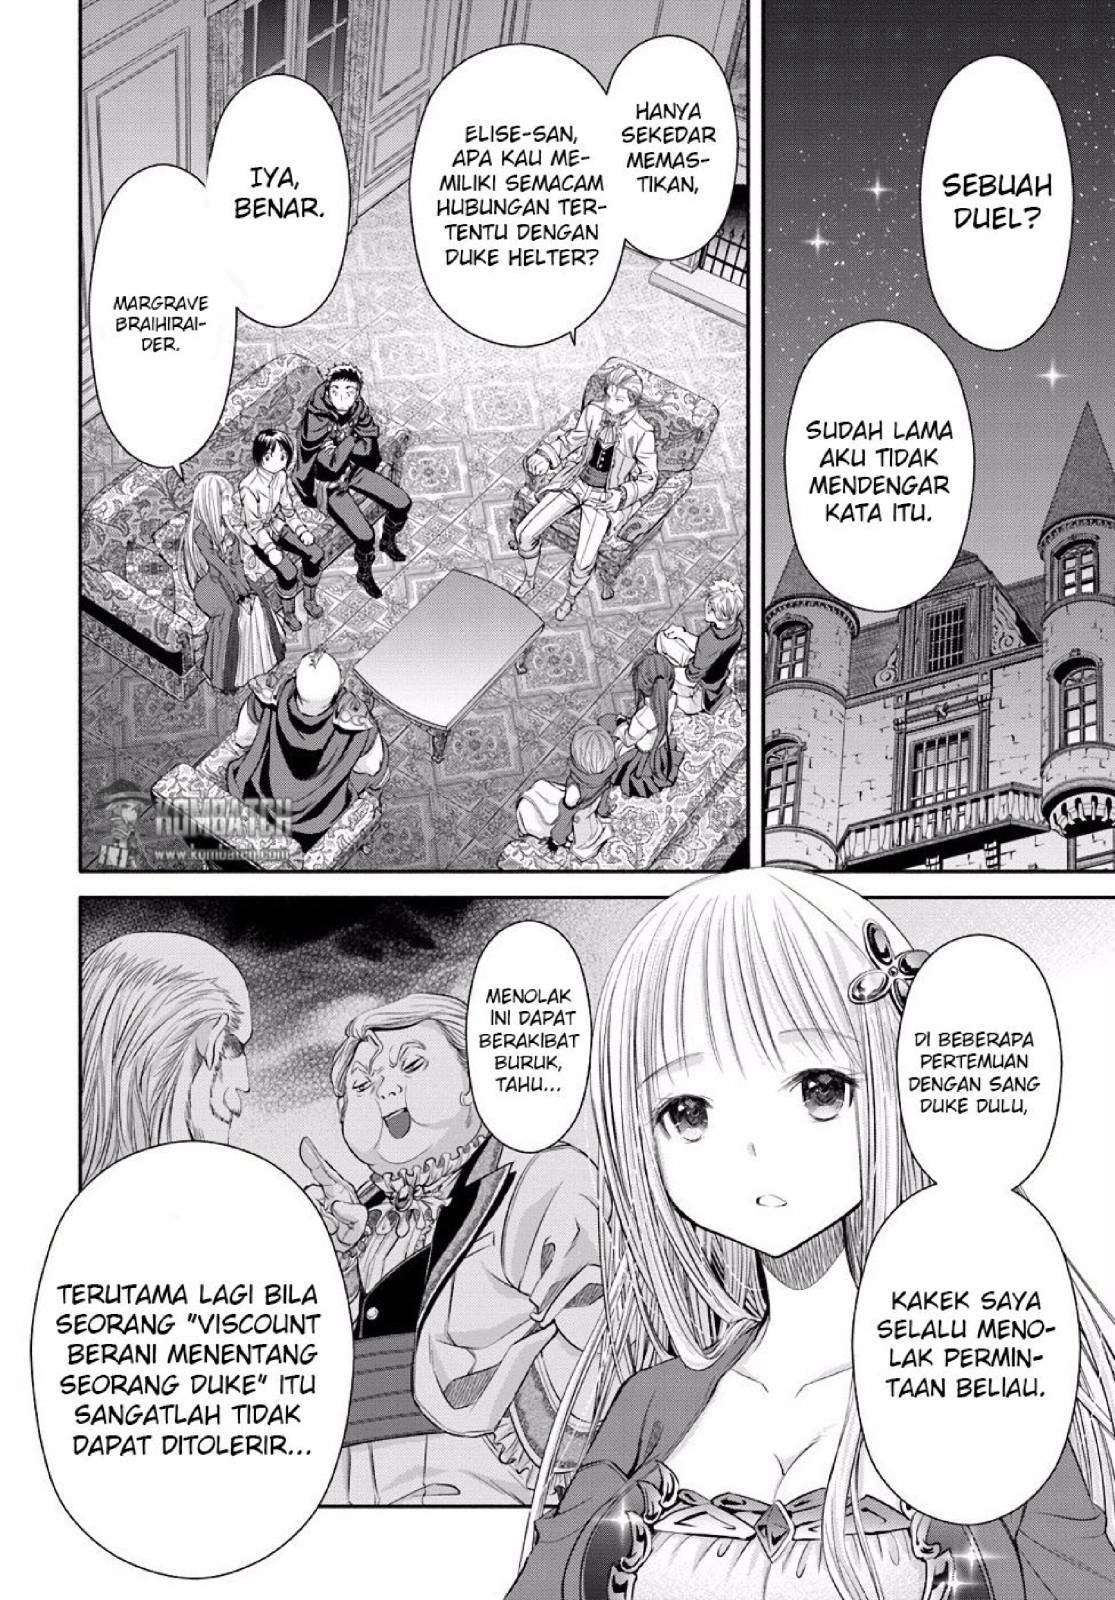 SEBUAH
DUEL?
SUDAH LAMA
AKU TIDAK
MENDENGAR
KATA ITU.
HANYA
SEKEDAR
MEMAS-
TIKAN,
ELISE-SAN,
APA KAU ME-
MILIKI SEMACAM
HUBUNGAN TER-
TENTU DENGAN
DUKE HELTER?
IYA,
BENAR.
MARGRAVE
BRAIHIRAI-
DER.
KOMBATCH
www.kombatch.com
DI BEBERAPA
PERTEMUAN
DENGAN SANG
DUKE DULU,
KAKEK SAYA
SELALU MENO-
LAK PERMIN-
TAAN BELIAU.
MENOLAK
INI DAPAT
BERAKIBAT
BURUK,
TAHU...
TERUTAMA LAGI BILA
SEORANG "VISCOUNT
BERANI MENENTANG
SEORANG DUKE" ITU
SANGATLAH TIDAK
DAPAT DITOLERIR...